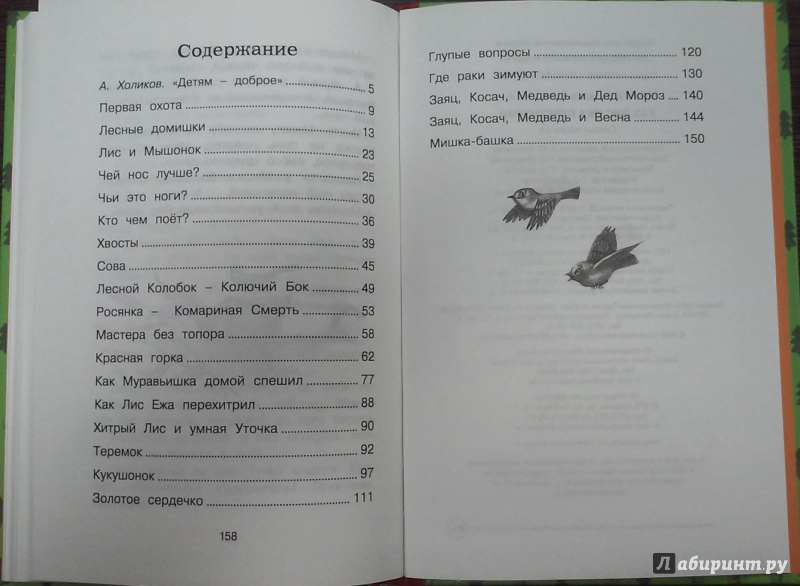 Содержание
А. Холиков. «Детям – доброе» 5
Первая охота 9
Лесные домишки 13
Лис и Мышонок 23
Чей нос лучше? 25
Чьи это ноги? 30
Кто чем поёт? 36
Хвосты 39
Сова 45
Лесной Колобок – Колючий Бок 49
Росянка – Комариная Смерть 53
Мастера без топора 58
Красная горка 62
Как Муравьишка домой спешил 77
Как Лис Ежа перехитрил 88
Хитрый Лис и умная Уточка 90
Теремок 92
Кукушонок 97
Золотое сердечко 111
158
Глупые вопросы 120
Где раки зимуют 130
Заяц, Косач, Медведь и Дед Мороз 140
Заяц, Косач, Медведь и Весна 144
Мишка-башка 150
Лабиринт.ру